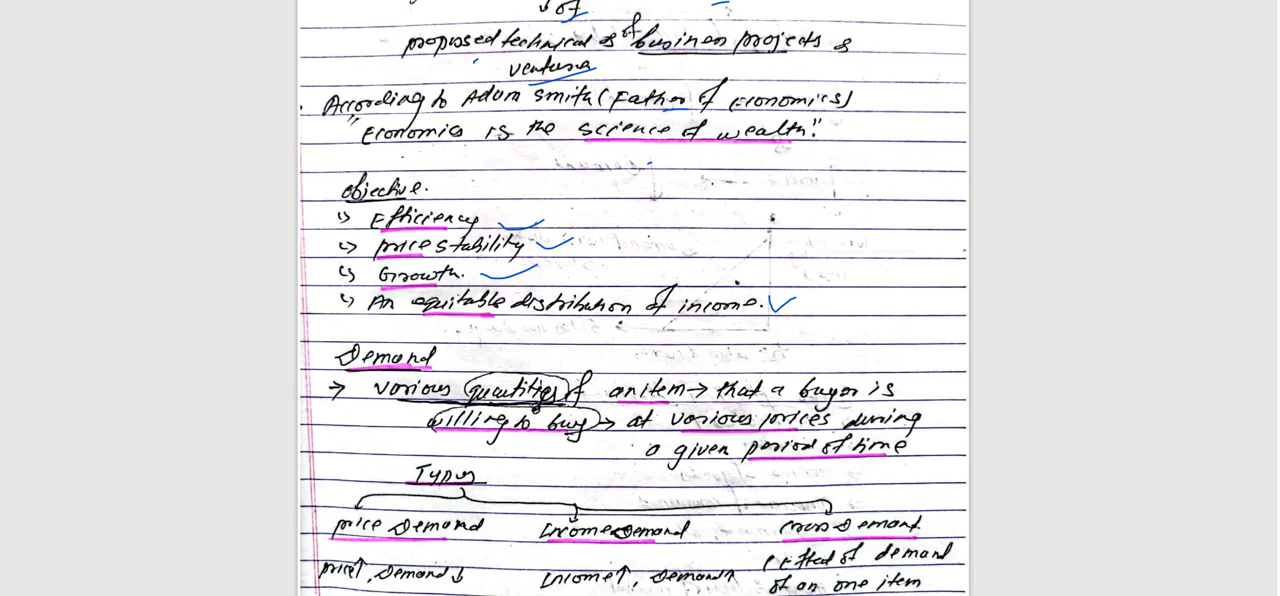 of
proposed technical & of business projects &
ventures
According to Adam Smith (Father of Economics)
"Economics is the science of wealth."
Objective.
Efficiency
price stability
Growth.
An equitable distribution of income.
Demand
→ various quantities of an item → that a buyer is
willing to buy → at various prices during
a given period of time
Types
price Demand Income Demand Cross Demand.
price↑, Demand↓ Income↑, Demand↑ (Effect of demand
of an one item